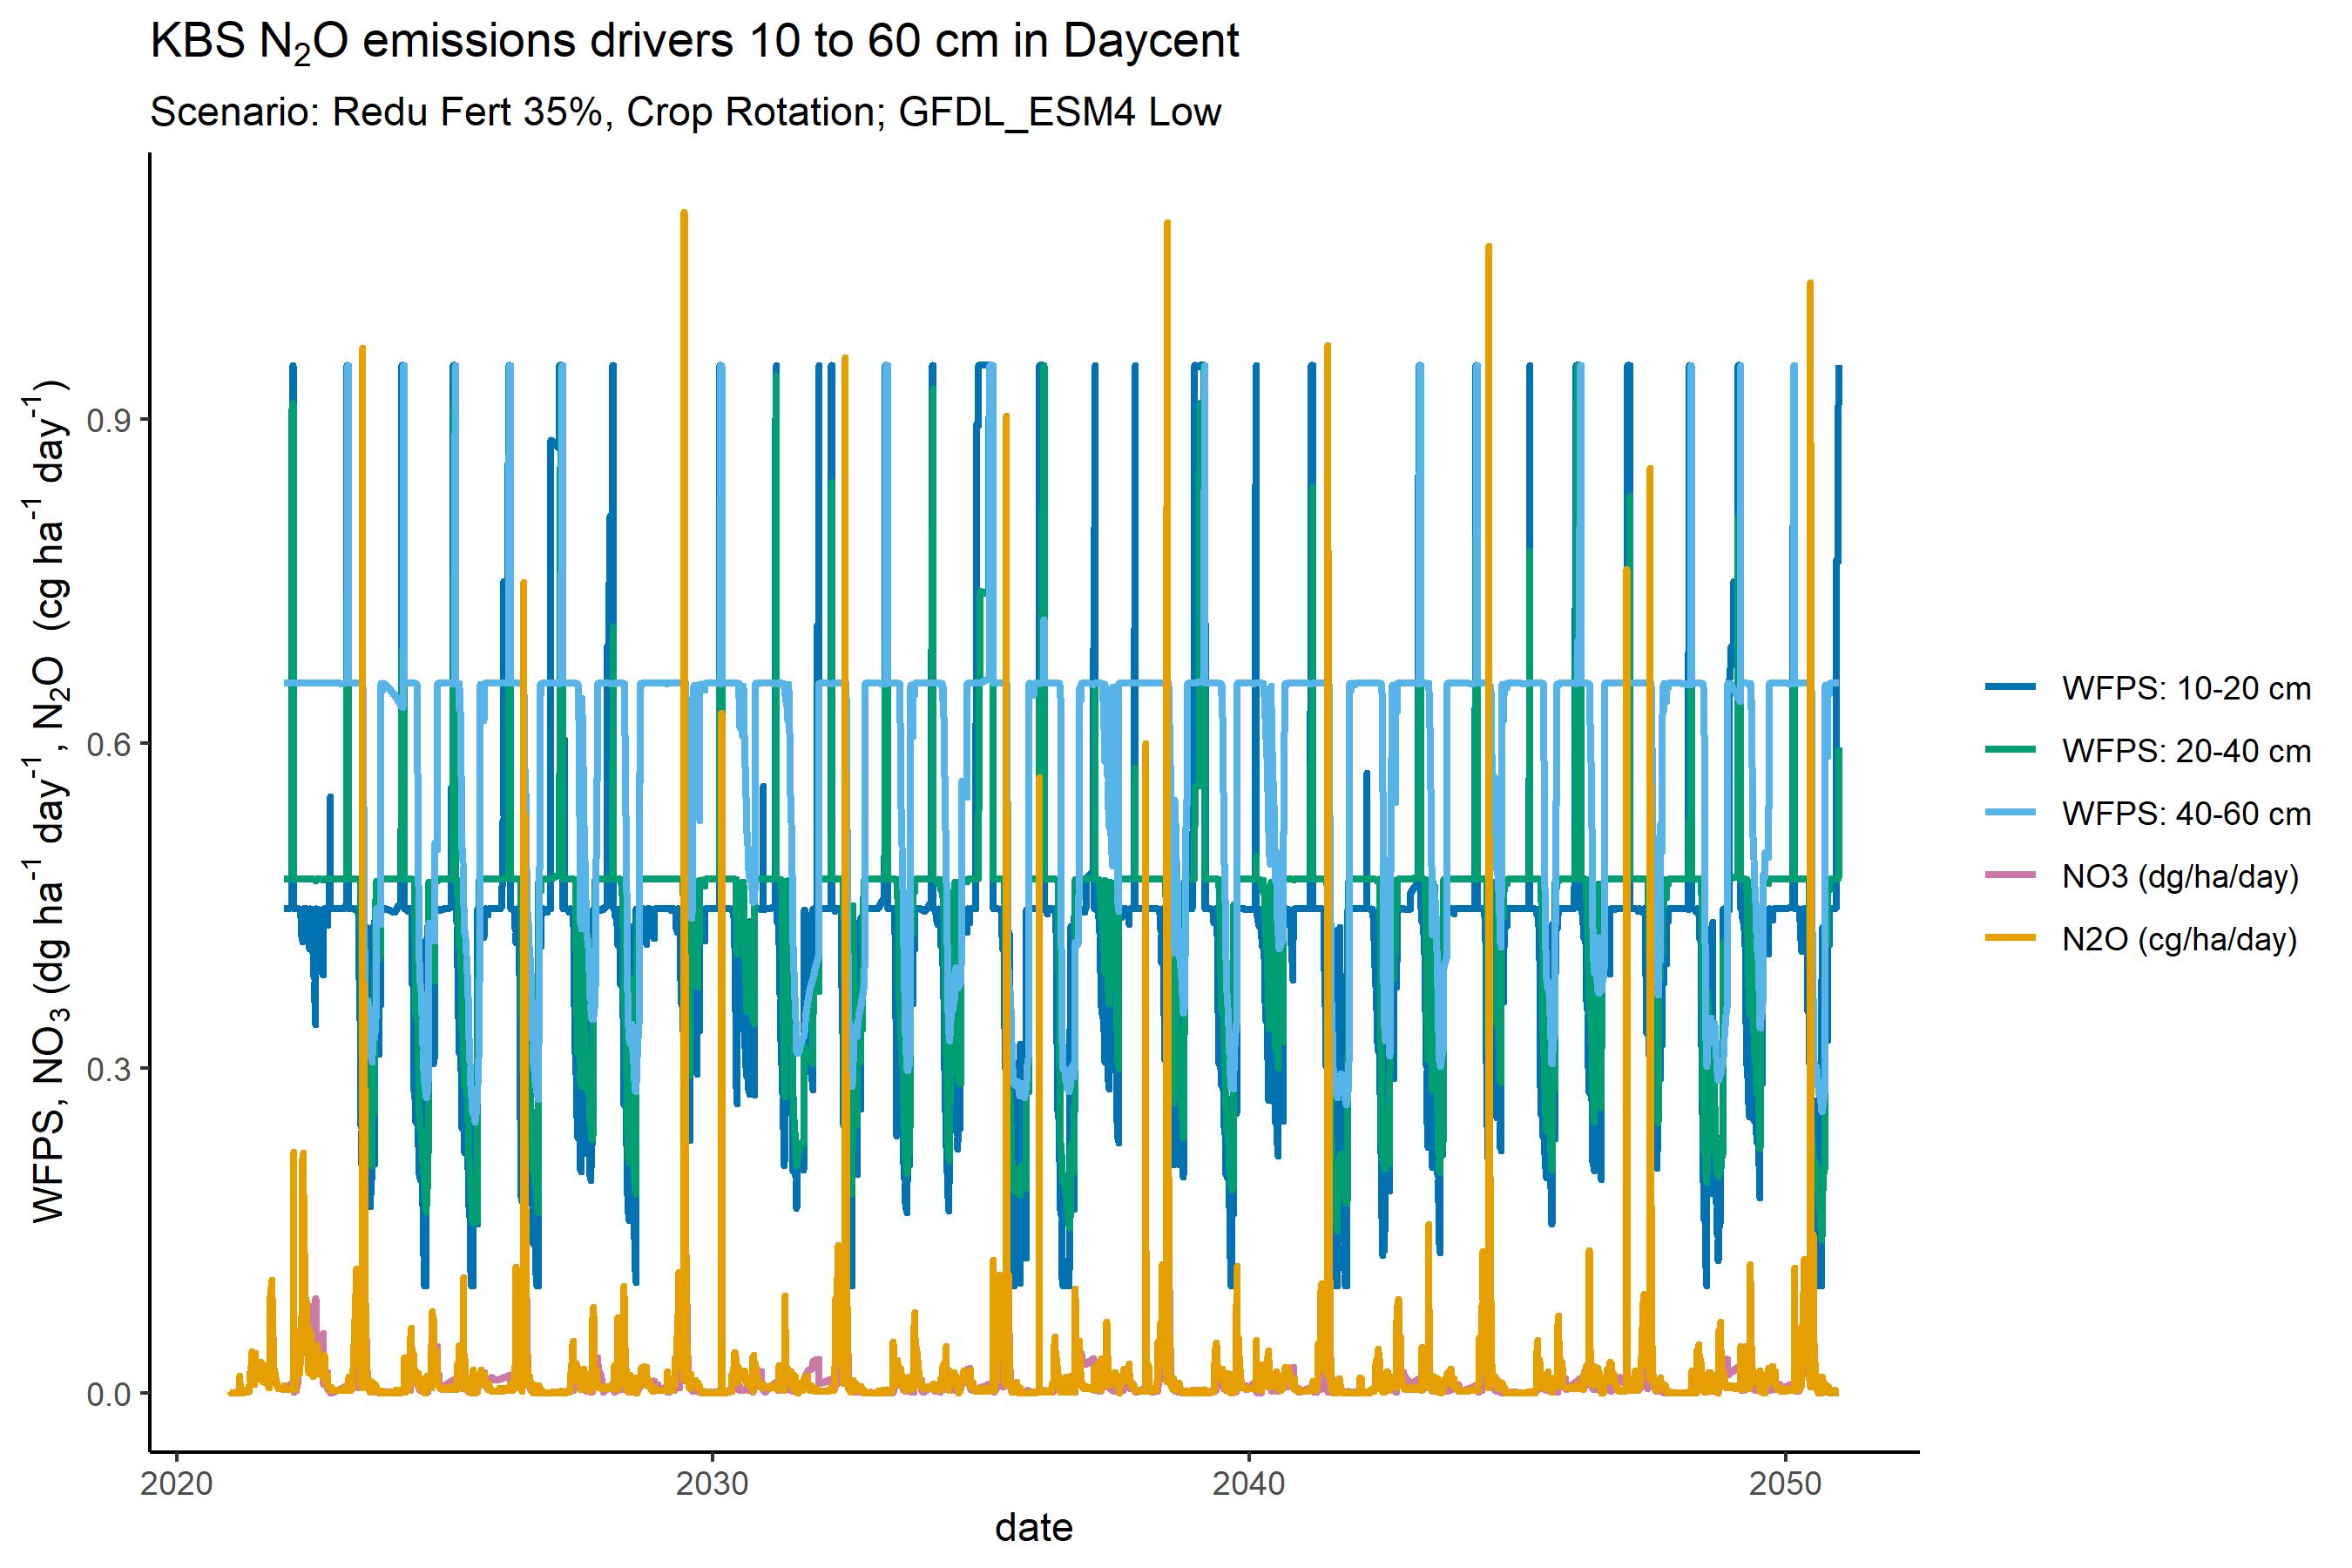 KBS N₂O emissions drivers 10 to 60 cm in Daycent
Scenario: Redu Fert 35%, Crop Rotation; GFDL_ESM4 Low
WFPS, NO₃ (dg ha⁻¹ day⁻¹, N₂O (cg ha⁻¹ day⁻¹)
0.9
0.6
0.3
0.0
2020
2030
2040
2050
date
WFPS: 10-20 cm
WFPS: 20-40 cm
WFPS: 40-60 cm
NO3 (dg/ha/day)
N2O (cg/ha/day)